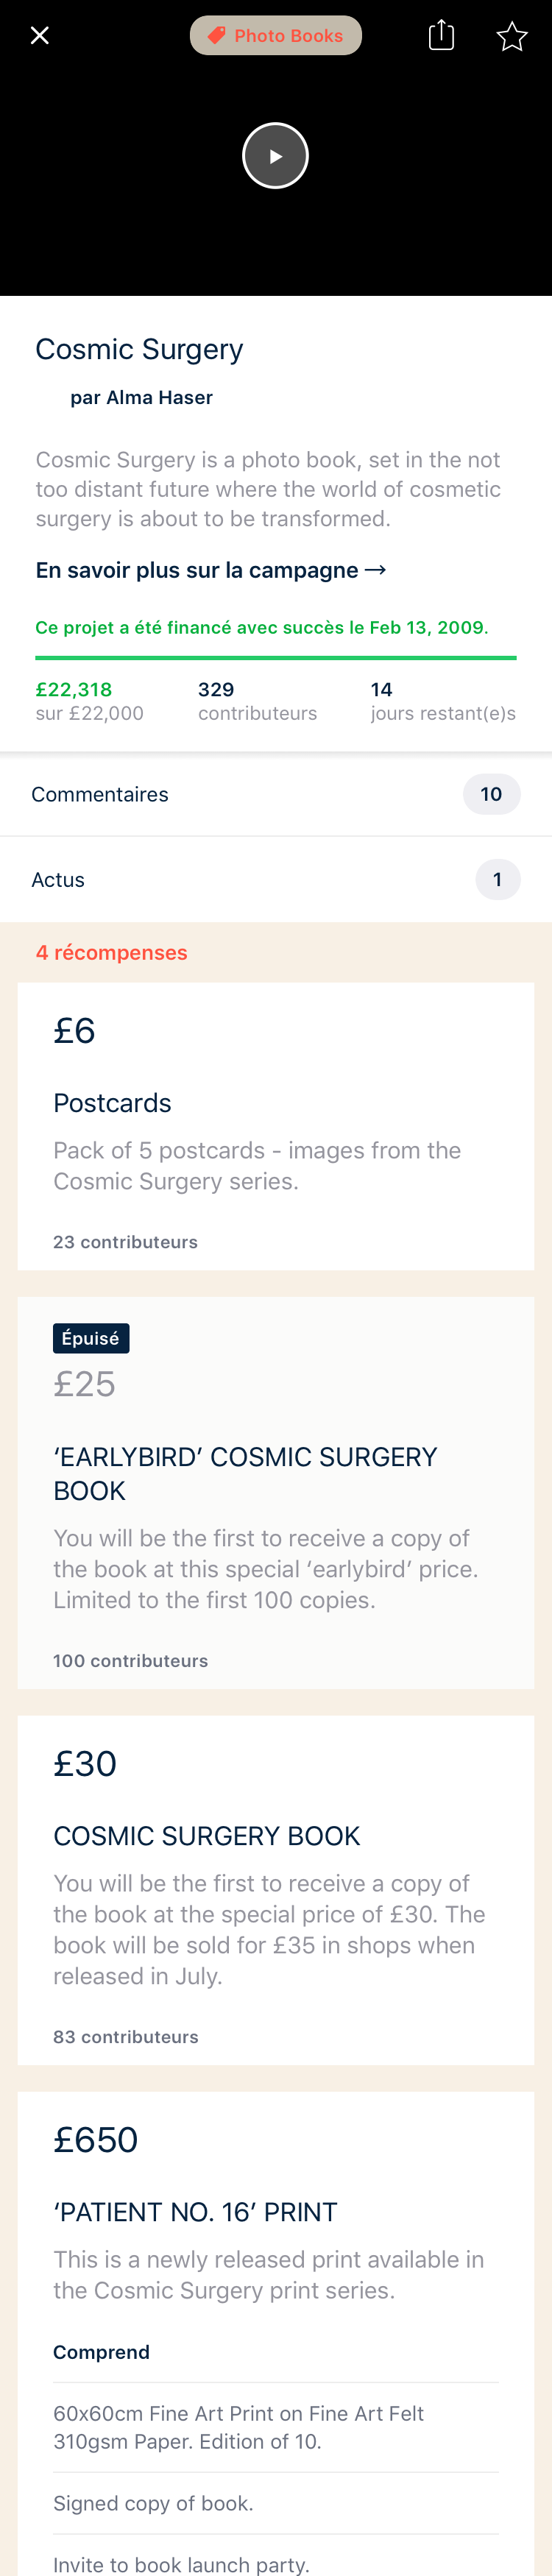 Photo Books
Cosmic Surgery
par Alma Haser
Cosmic Surgery is a photo book, set in the not
too distant future where the world of cosmetic
surgery is about to be transformed.
En savoir plus sur la campagne →
Ce projet a été financé avec succès le Feb 13, 2009.
£22,318 329 14
sur £22,000 contributeurs jours restant(e)s
Commentaires 10
Actus 1
4 récompenses
£6
Postcards
Pack of 5 postcards - images from the
Cosmic Surgery series.
23 contributeurs
Épuisé
£25
‘EARLYBIRD’ COSMIC SURGERY
BOOK
You will be the first to receive a copy of
the book at this special ‘earlybird’ price.
Limited to the first 100 copies.
100 contributeurs
£30
COSMIC SURGERY BOOK
You will be the first to receive a copy of
the book at the special price of £30. The
book will be sold for £35 in shops when
released in July.
83 contributeurs
£650
‘PATIENT NO. 16’ PRINT
This is a newly released print available in
the Cosmic Surgery print series.
Comprend
60x60cm Fine Art Print on Fine Art Felt
310gsm Paper. Edition of 10.
Signed copy of book.
Invite to book launch party.